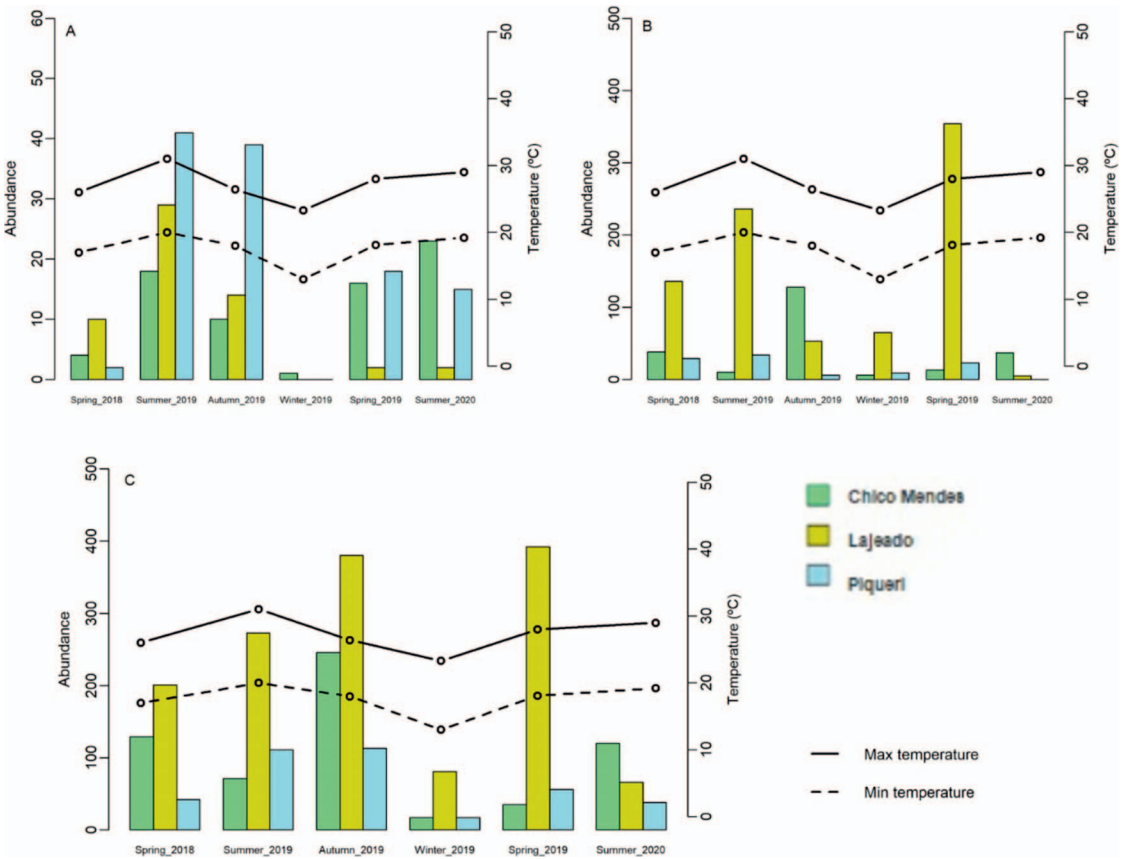 A
Abundance
0 10 20 30 40 50 60
Temperature (ºC)
0 10 20 30 40 50
Spring_2018 Summer_2019 Autumn_2019 Winter_2019 Spring_2019 Summer_2020
B
Abundance
0 100 200 300 400 500
Temperature (ºC)
0 10 20 30 40 50
Spring_2018 Summer_2019 Autumn_2019 Winter_2019 Spring_2019 Summer_2020
C
Abundance
0 100 200 300 400 500
Temperature (ºC)
0 10 20 30 40 50
Spring_2018 Summer_2019 Autumn_2019 Winter_2019 Spring_2019 Summer_2020
Chico Mendes
Lajeado
Piqueri
Max temperature
Min temperature